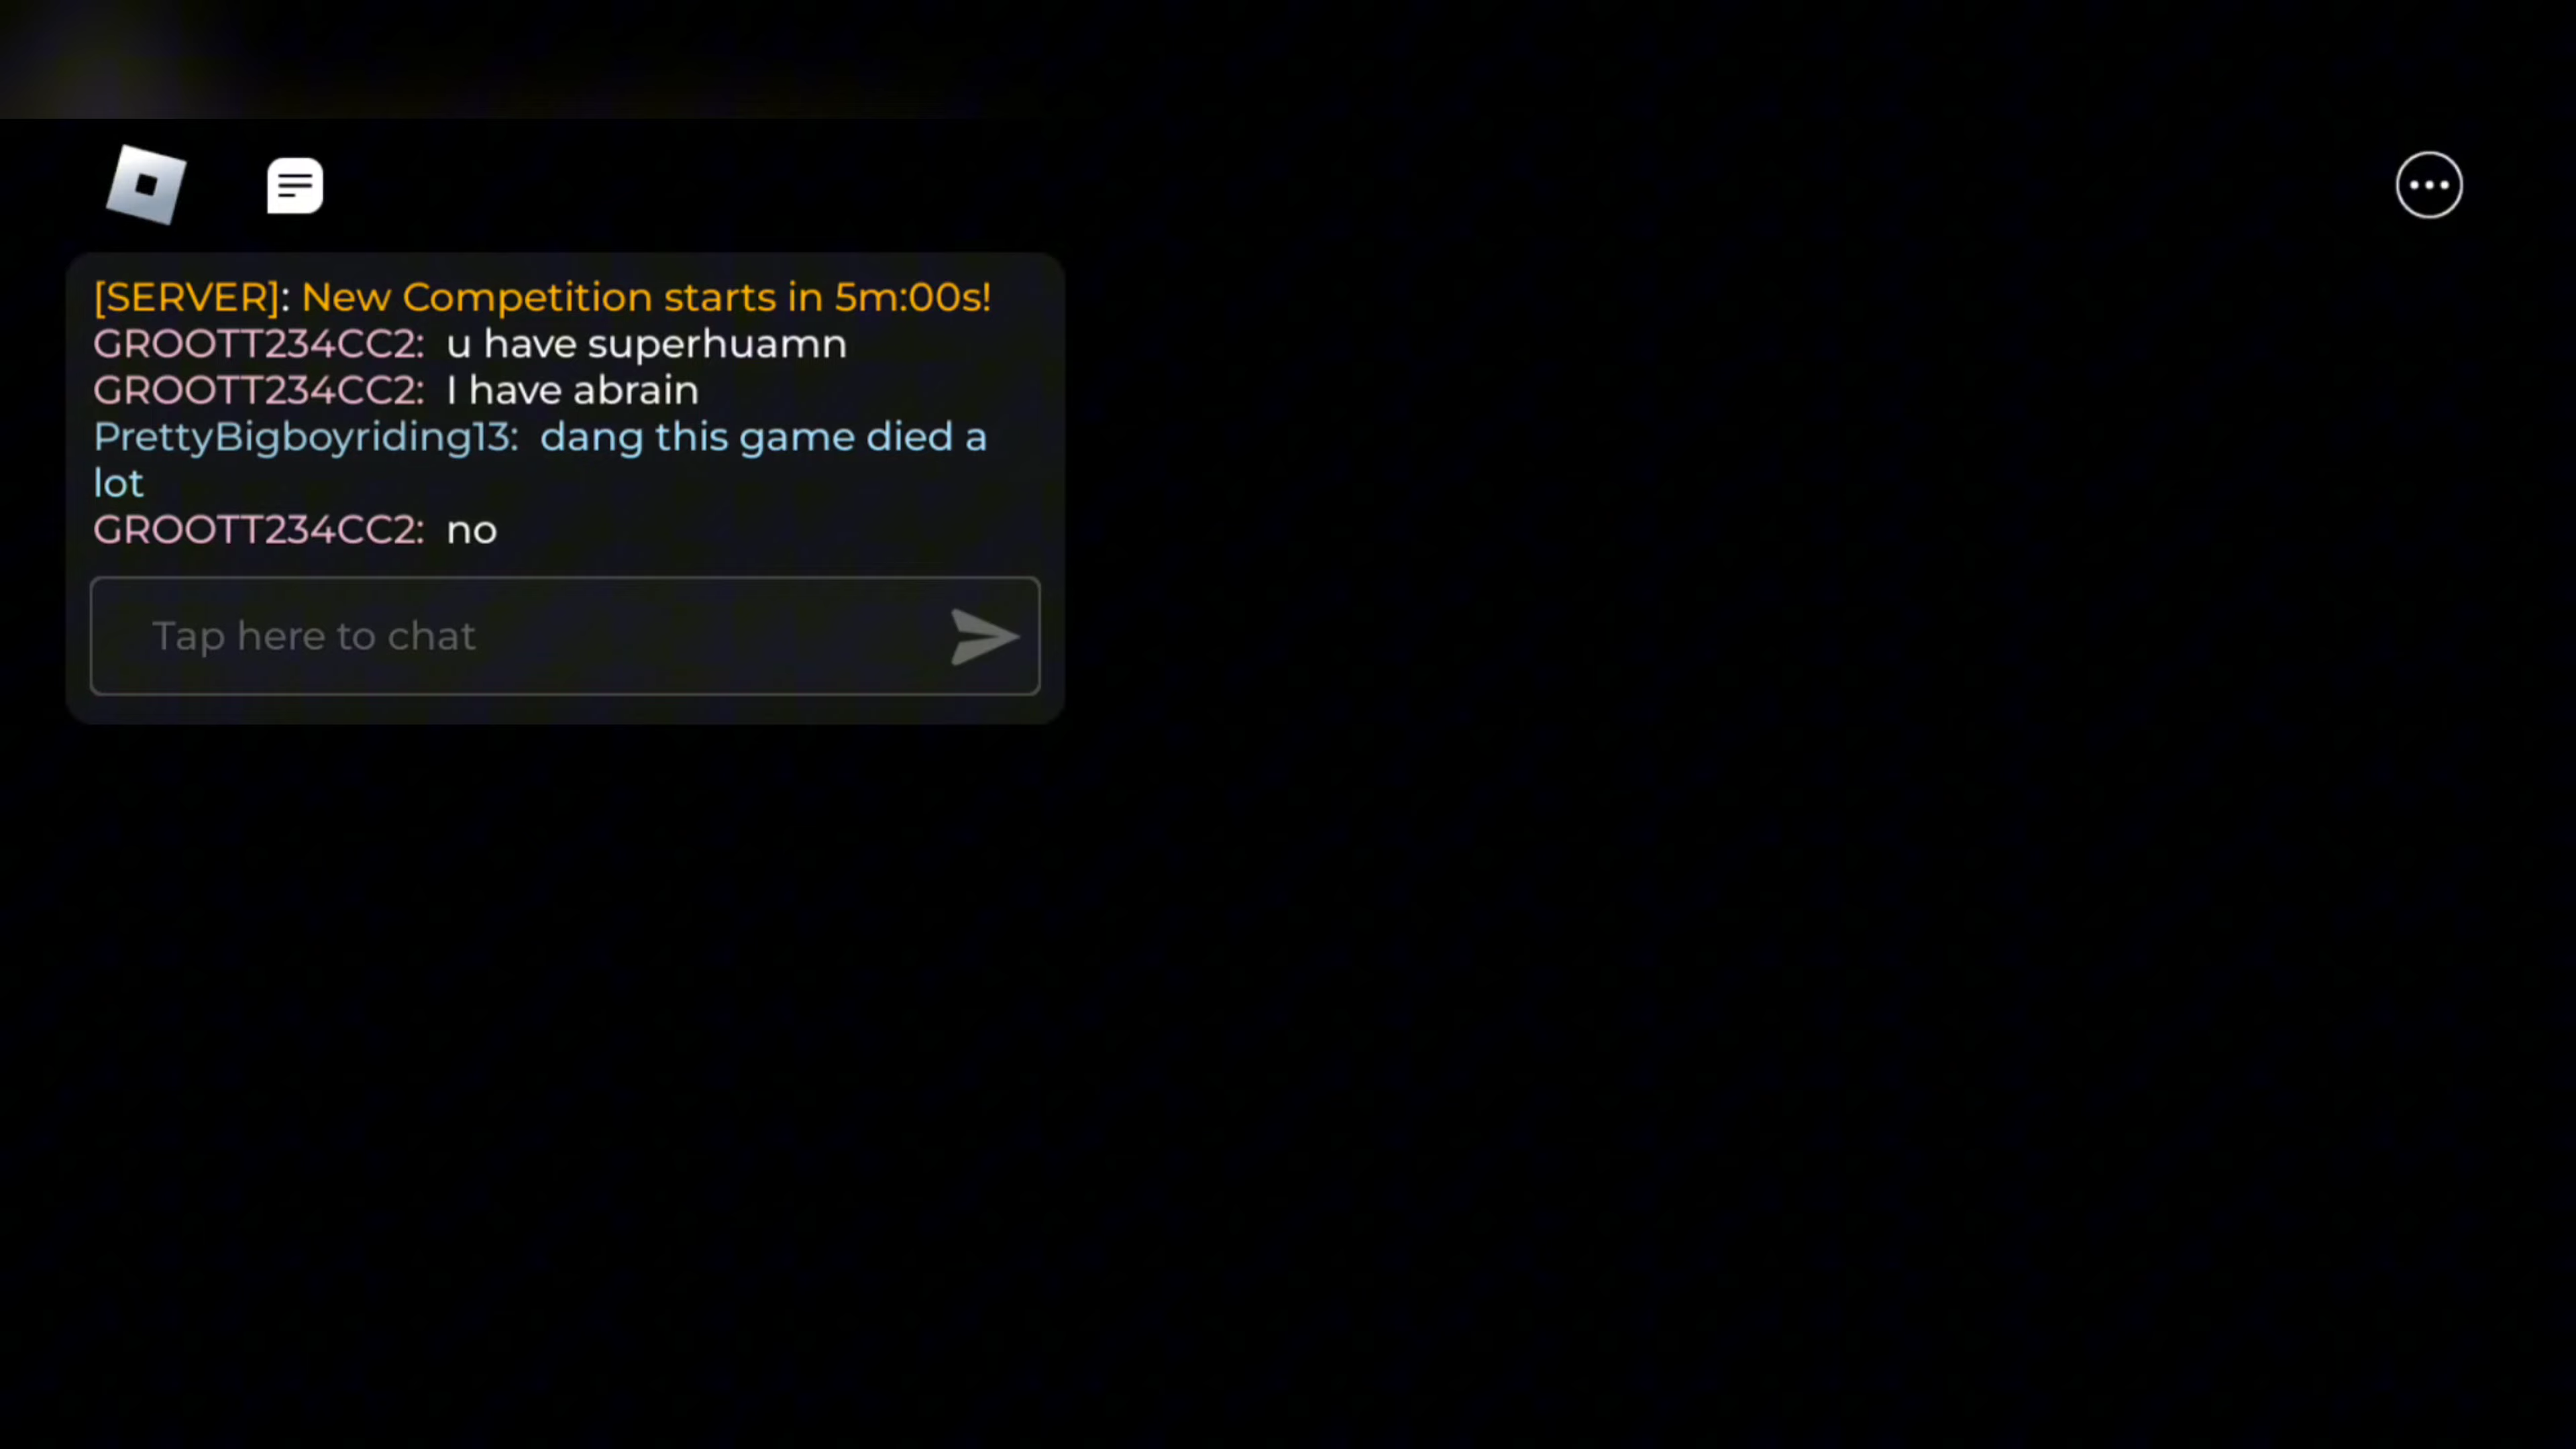 [SERVER]: New Competition starts in 5m:00s!
GROOTT234CC2: u have superhuamn
GROOTT234CC2: I have abrain
PrettyBigboyriding13: dang this game died a
lot
GROOTT234CC2: no
Tap here to chat